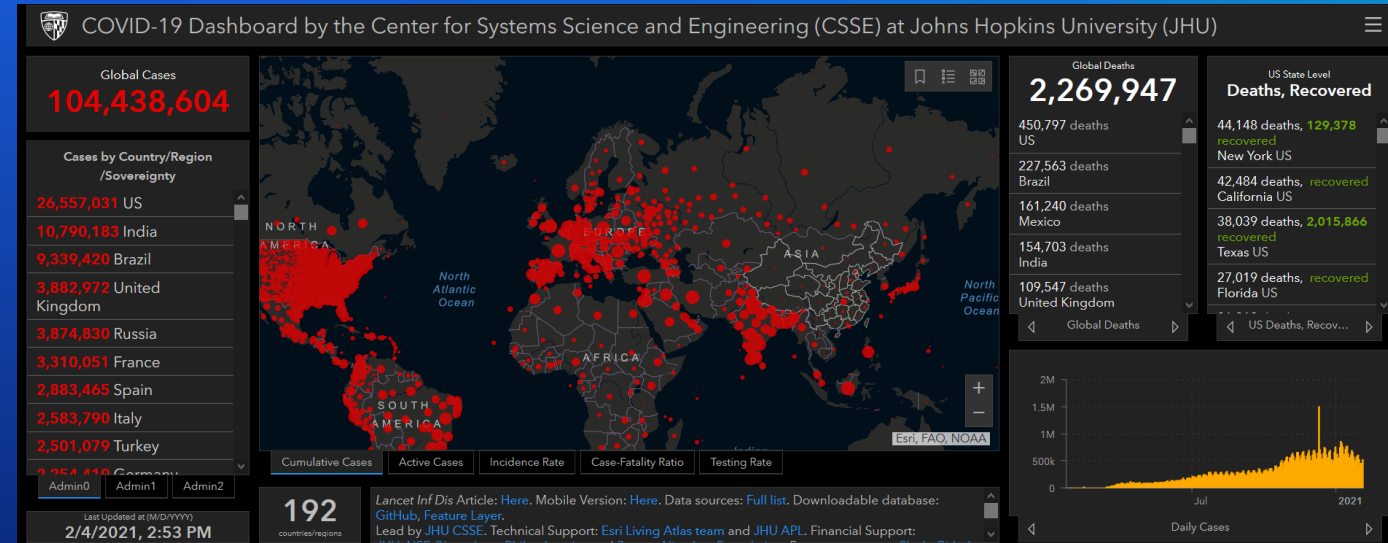 COVID-19 Dashboard by the Center for Systems Science and Engineering (CSSE) at Johns Hopkins University (JHU)
Global Cases
104,438,604
Cases by Country/Region
/Sovereignty
26,557,031 US
10,790,183 India
9,339,420 Brazil
3,882,972 United
Kingdom
3,874,830 Russia
3,310,051 France
2,883,465 Spain
2,583,790 Italy
2,501,079 Turkey
2,254,419 Germany
Admin0
Admin1
Admin2
Last Updated at (M/D/YYYY)
2/4/2021, 2:53 PM
NORTH
AMERICA
North
Atlantic
Ocean
EUROPE
ASIA
AFRICA
SOUTH
AMERICA
North
Pacific
Ocean
+
−
Esri, FAO, NOAA
Cumulative Cases
Active Cases
Incidence Rate
Case-Fatality Ratio
Testing Rate
192
countries/regions
Lancet Inf Dis Article: Here. Mobile Version: Here. Data sources: Full list. Downloadable database:
GitHub, Feature Layer.
Lead by JHU CSSE. Technical Support: Esri Living Atlas team and JHU APL. Financial Support:
Global Deaths
2,269,947
450,797 deaths
US
227,563 deaths
Brazil
161,240 deaths
Mexico
154,703 deaths
India
109,547 deaths
United Kingdom
Global Deaths
US State Level
Deaths, Recovered
44,148 deaths, 129,378
recovered
New York US
42,484 deaths, recovered
California US
38,039 deaths, 2,015,866
recovered
Texas US
27,019 deaths, recovered
Florida US
US Deaths, Recov...
2M
1.5M
1M
500k
0
Jul
2021
Daily Cases